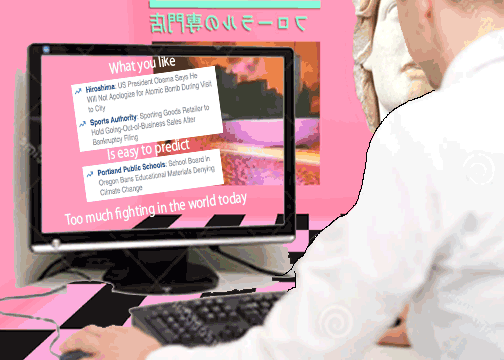 フローラルの専門店
What you like
Hiroshima: US President Obama Says He
Will Not Apologize for Atomic Bomb During Visit
to City
Sports Authority: Sporting Goods Retailer to
Hold Going-Out-of-Business Sales After
Bankruptcy Filing
Is easy to predict
Portland Public Schools: School Board in
Oregon Bans Educational Materials Denying
Climate Change
Too much fighting in the world today